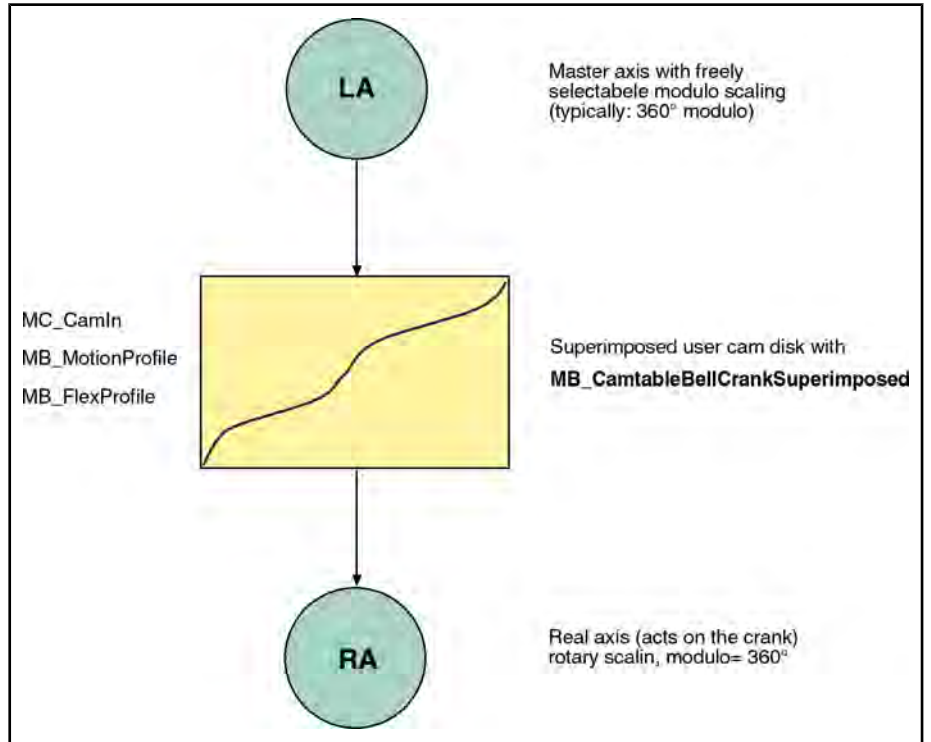 LA
Master axis with freely
selectabele modulo scaling
(typically: 360° modulo)
MC_CamIn
MB_MotionProfile
MB_FlexProfile
Superimposed user cam disk with
MB_CamtableBellCrankSuperimposed
RA
Real axis (acts on the crank)
rotary scalin, modulo= 360°